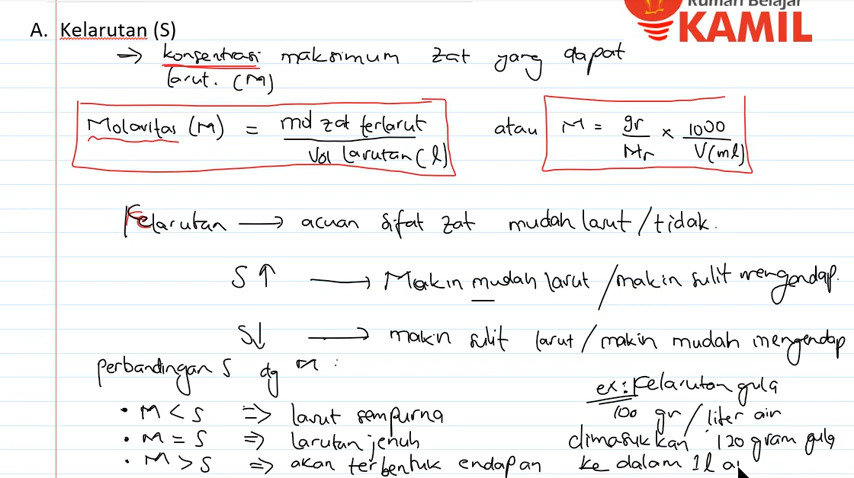 Rumah Belajar
KAMIL
A. Kelarutan (S)
→ konsentrasi maksimum zat yang dapat
larut. (M)
Molaritas (M) = mol zat terlarut / Vol larutan (l) atau M = gr / Mr × 1000 / V(ml)
Kelarutan → acuan sifat zat mudah larut / tidak.
S ↑ → Makin mudah larut / makin sulit mengendap.
S ↓ → makin sulit larut / makin mudah mengendap
perbandingan S dg M :
• M < S => larut sempurna
• M = S => larutan jenuh
• M > S => akan terbentuk endapan
ex : Kelarutan gula
100 gr / liter air
dimasukkan 120 gram gula
ke dalam 1 l a